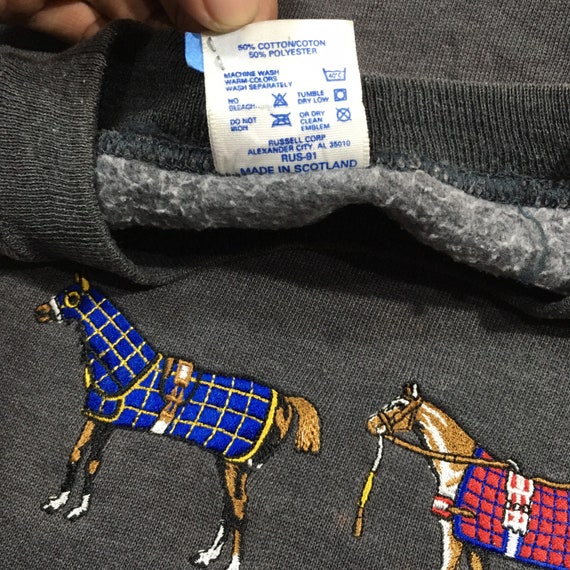 50% COTTON/COTON
50% POLYESTER
MACHINE WASH
WARM-COLORS
WASH SEPARATELY
40°C
NO
BLEACH
TUMBLE
DRY LOW
DO NOT
IRON
OR DRY
CLEAN
EMBLEM
RUSSELL CORP
ALEXANDER CITY, AL 35010
RUS-91
MADE IN SCOTLAND